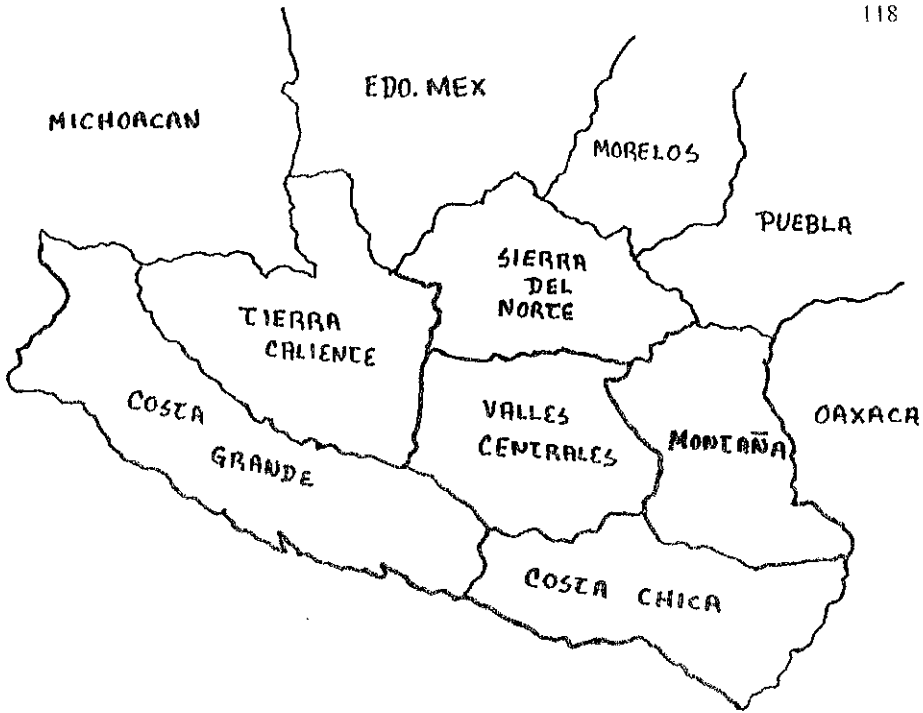 118
EDO. MEX
MICHOACAN
MORELOS
PUEBLA
SIERRA
DEL
NORTE
TIERRA
CALIENTE
COSTA
GRANDE
VALLES
CENTRALES
MONTAÑA
OAXACA
COSTA CHICA